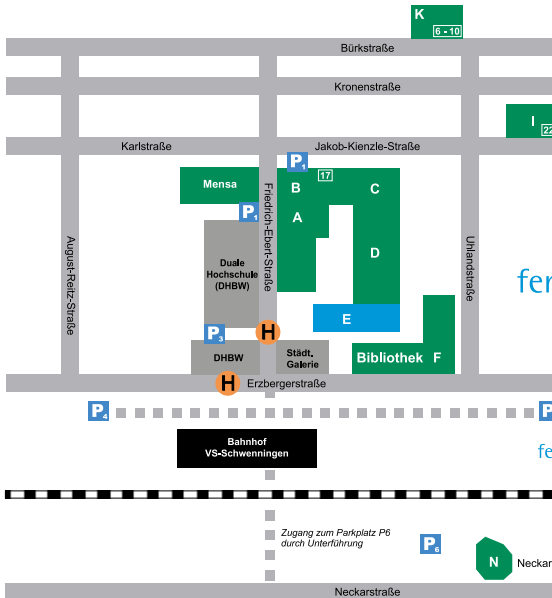 K
6 - 10
Bürkstraße
Kronenstraße
I
22
Karlstraße
Jakob-Kienzle-Straße
P1
17
Mensa
B
C
P1
A
Friedrich-Ebert-Straße
August-Reitz-Straße
Uhlandstraße
Duale
Hochschule
(DHBW)
D
fer
E
P3
H
DHBW
Städt.
Galerie
Bibliothek F
H
Erzbergerstraße
P4
P
Bahnhof
VS-Schwenningen
fe
Zugang zum Parkplatz P6
durch Unterführung
P6
N
Neckar
Neckarstraße